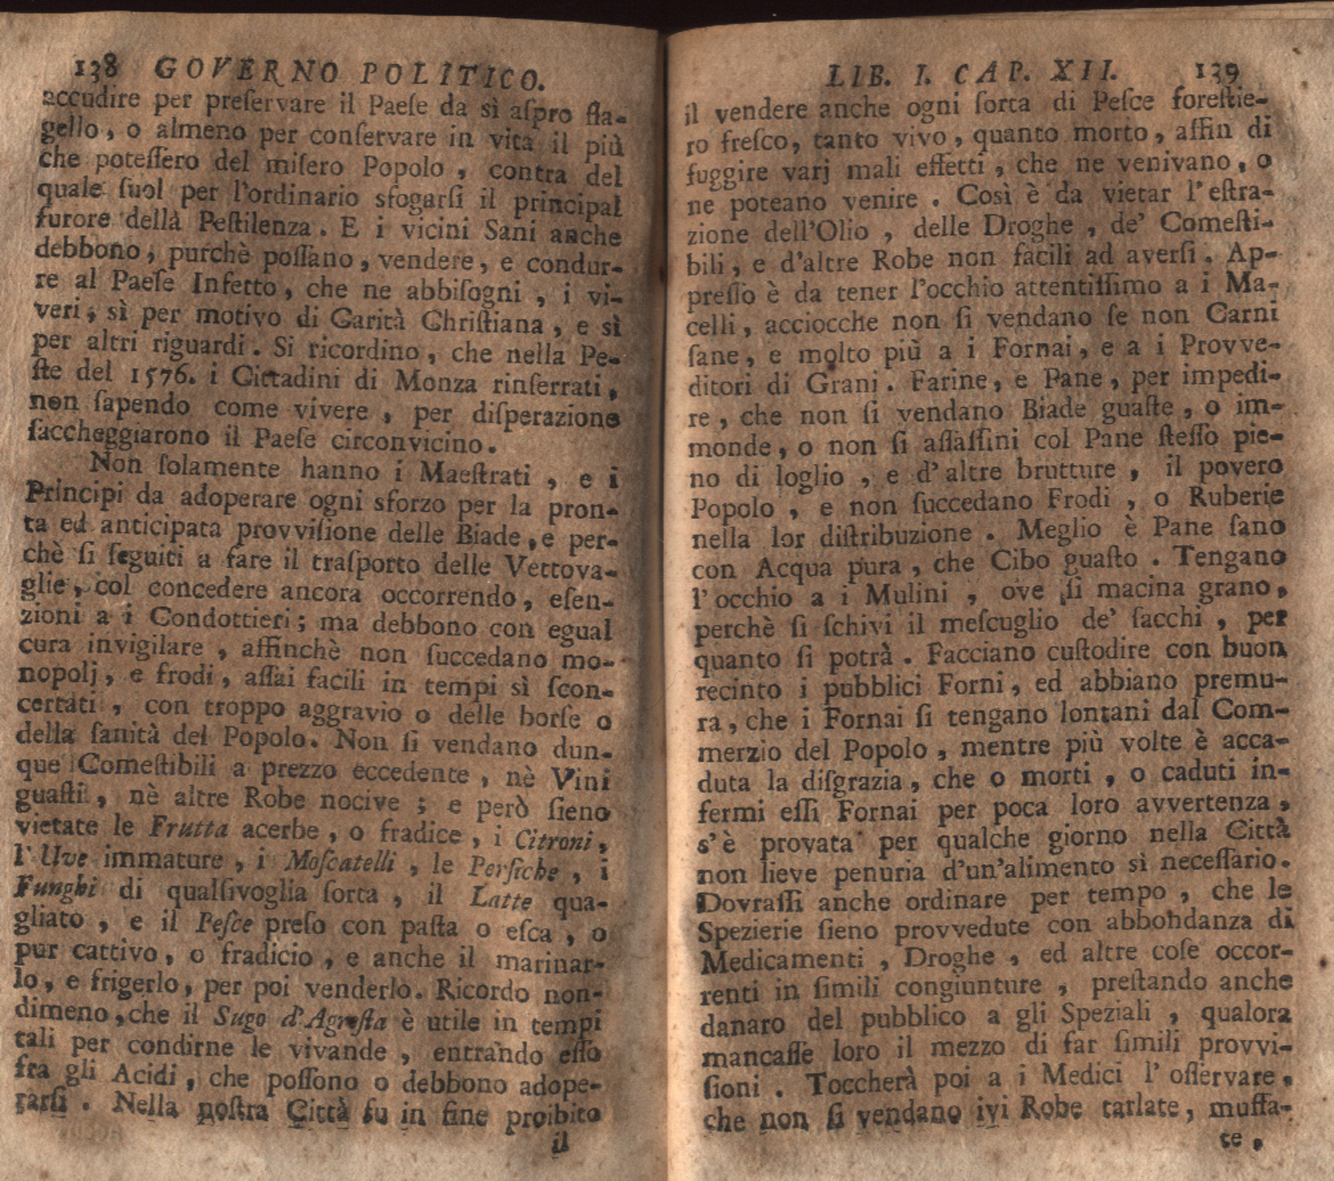 138 GOVERNO POLITICO.
accudire per preſervare il Paeſe da sì aſpro fla-
gello, o almeno per conſervare in vita il più
che poteſſero del miſero Popolo, contra del
quale ſuol per l'ordinario sfogarſi il principal
furore della Peſtilenza. E i vicini Sani anche
debbono, purchè poſſano, vendere, e condur-
re al Paeſe Infetto, che ne abbiſogni, i vi-
veri, sì per motivo di Carità Chriſtiana, e sì
per altri riguardi. Si ricordino, che nella Pe-
ſte del 1576. i Cittadini di Monza rinſerrati,
non ſapendo come vivere, per diſperazione
ſaccheggiarono il Paeſe circonvicino.
Non ſolamente hanno i Maeſtrati, e i
Principi da adoperare ogni sforzo per la pron-
ta ed anticipata provviſione delle Biade, e per-
chè ſi ſeguiti a fare il traſporto delle Vettova-
glie, col concedere ancora occorrendo, eſen-
zioni a i Condottieri; ma debbono con egual
cura invigilare, affinchè non ſuccedano mo-
nopolj, e frodi, aſſai facili in tempi sì ſcon-
certati, con troppo aggravio o delle borſe o
della ſanità del Popolo. Non ſi vendano dun-
que Comeſtibili a prezzo eccedente, nè Vini
guaſti, nè altre Robe nocive; e però ſieno
vietate le Frutta acerbe, o fradice, i Citroni,
l'Uve immature, i Moſcatelli, le Perſiche, i
Funghi di qualſivoglia ſorta, il Latte qua-
gliato, e il Peſce preſo con paſta o eſca, o
pur cattivo, o fradicio, e anche il marinar-
lo, e frigerlo, per poi venderlo. Ricordo non-
dimeno, che il Sugo d'Agreſta è utile in tempi
tali per condirne le vivande, entrando eſſo
fra gli Acidi, che poſſono o debbono adope-
rarſi. Nella noſtra Città fu in fine proibito
il
LIB. I. CAP. XII. 139
il vendere anche ogni ſorta di Peſce foreſtie-
ro freſco, tanto vivo, quanto morto, affin di
fuggire varj mali effetti, che ne venivano, o
ne poteano venire. Così è da vietar l'eſtra-
zione dell'Olio, delle Droghe, de' Comeſti-
bili, e d'altre Robe non facili ad averſi. Ap-
preſſo è da tener l'occhio attentiſſimo a i Ma-
celli, acciocche non ſi vendano ſe non Carni
ſane, e molto più a i Fornai, e a i Provve-
ditori di Grani. Farine, e Pane, per impedi-
re, che non ſi vendano Biade guaſte, o im-
monde, o non ſi aſſaſſini col Pane ſteſſo pie-
no di loglio, e d'altre brutture, il povero
Popolo, e non ſuccedano Frodi, o Ruberie
nella lor diſtribuzione. Meglio è Pane ſano
con Acqua pura, che Cibo guaſto. Tengano
l'occhio a i Mulini, ove ſi macina grano,
perchè ſi ſchivi il meſcuglio de' ſacchi, per
quanto ſi potrà. Facciano cuſtodire con buon
recinto i pubblici Forni, ed abbiano premu-
ra, che i Fornai ſi tengano lontani dal Com-
merzio del Popolo, mentre più volte è acca-
duta la diſgrazia, che o morti, o caduti in-
fermi eſſi Fornai per poca loro avvertenza,
s'è provata per qualche giorno nella Città
non lieve penuria d'un'alimento sì neceſſario.
Dovraſſi anche ordinare per tempo, che le
Spezierie ſieno provvedute con abbondanza di
Medicamenti, Droghe, ed altre coſe occor-
renti in ſimili congiunture, preſtando anche
danaro del pubblico a gli Speziali, qualora
mancaſſe loro il mezzo di far ſimili provvi-
ſioni. Toccherà poi a i Medici l'oſſervare,
che non ſi vendano ivi Robe tarlate, muffa-
te,